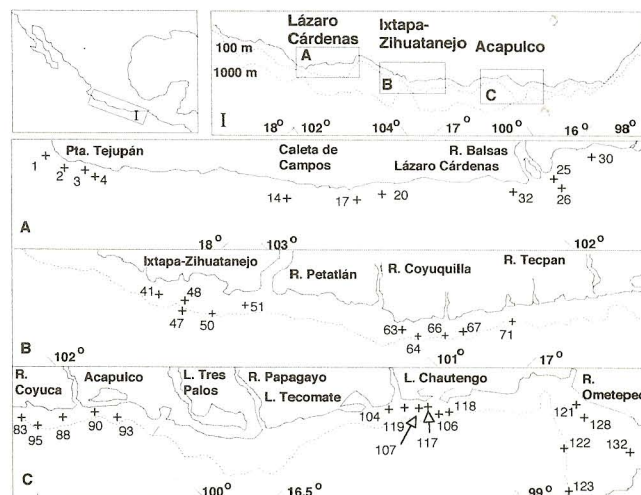 Lázaro Cárdenas
Ixtapa-Zihuatanejo
Acapulco
100 m
1000 m
A
B
C
I
I
18° 102° 104° 17° 100° 16° 98°
Pta. Tejupán
Caleta de Campos
R. Balsas
Lázaro Cárdenas
1 2 3 4 14 17 20 32 25 26 30
A
18° 103° 102°
Ixtapa-Zihuatanejo
R. Petatlán
R. Coyuquilla
R. Tecpan
41 48 47 50 51 63 64 66 67 71
B
102° 101° 17°
R. Coyuca
Acapulco
L. Tres Palos
R. Papagayo
L. Tecomate
L. Chautengo
R. Ometepec
83 95 88 90 93 104 119 107 117 106 118 121 128 122 132 123
C
100° 16.5° 99°